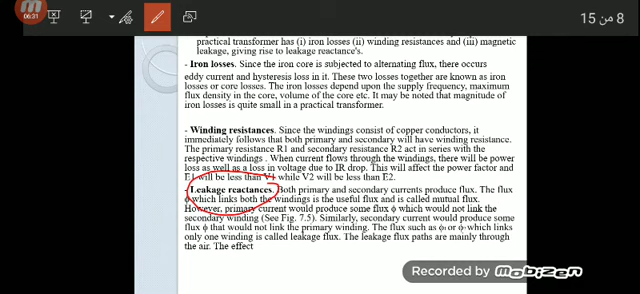 M
06:31
8 من 15
practical transformer has (i) iron losses (ii) winding resistances and (iii) magnetic
leakage, giving rise to leakage reactance's.
- Iron losses. Since the iron core is subjected to alternating flux, there occurs
eddy current and hysteresis loss in it. These two losses together are known as iron
losses or core losses. The iron losses depend upon the supply frequency, maximum
flux density in the core, volume of the core etc. It may be noted that magnitude of
iron losses is quite small in a practical transformer.
- Winding resistances. Since the windings consist of copper conductors, it
immediately follows that both primary and secondary will have winding resistance.
The primary resistance R1 and secondary resistance R2 act in series with the
respective windings . When current flows through the windings, there will be power
loss as well as a loss in voltage due to IR drop. This will affect the power factor and
E1 will be less than V1 while V2 will be less than E2.
- Leakage reactances. Both primary and secondary currents produce flux. The flux
ϕ which links both the windings is the useful flux and is called mutual flux.
However, primary current would produce some flux ϕ which would not link the
secondary winding (See Fig. 7.5). Similarly, secondary current would produce some
flux ϕ that would not link the primary winding. The flux such as ϕ₁ or ϕ₂ which links
only one winding is called leakage flux. The leakage flux paths are mainly through
the air. The effect
Recorded by MOBIZEN